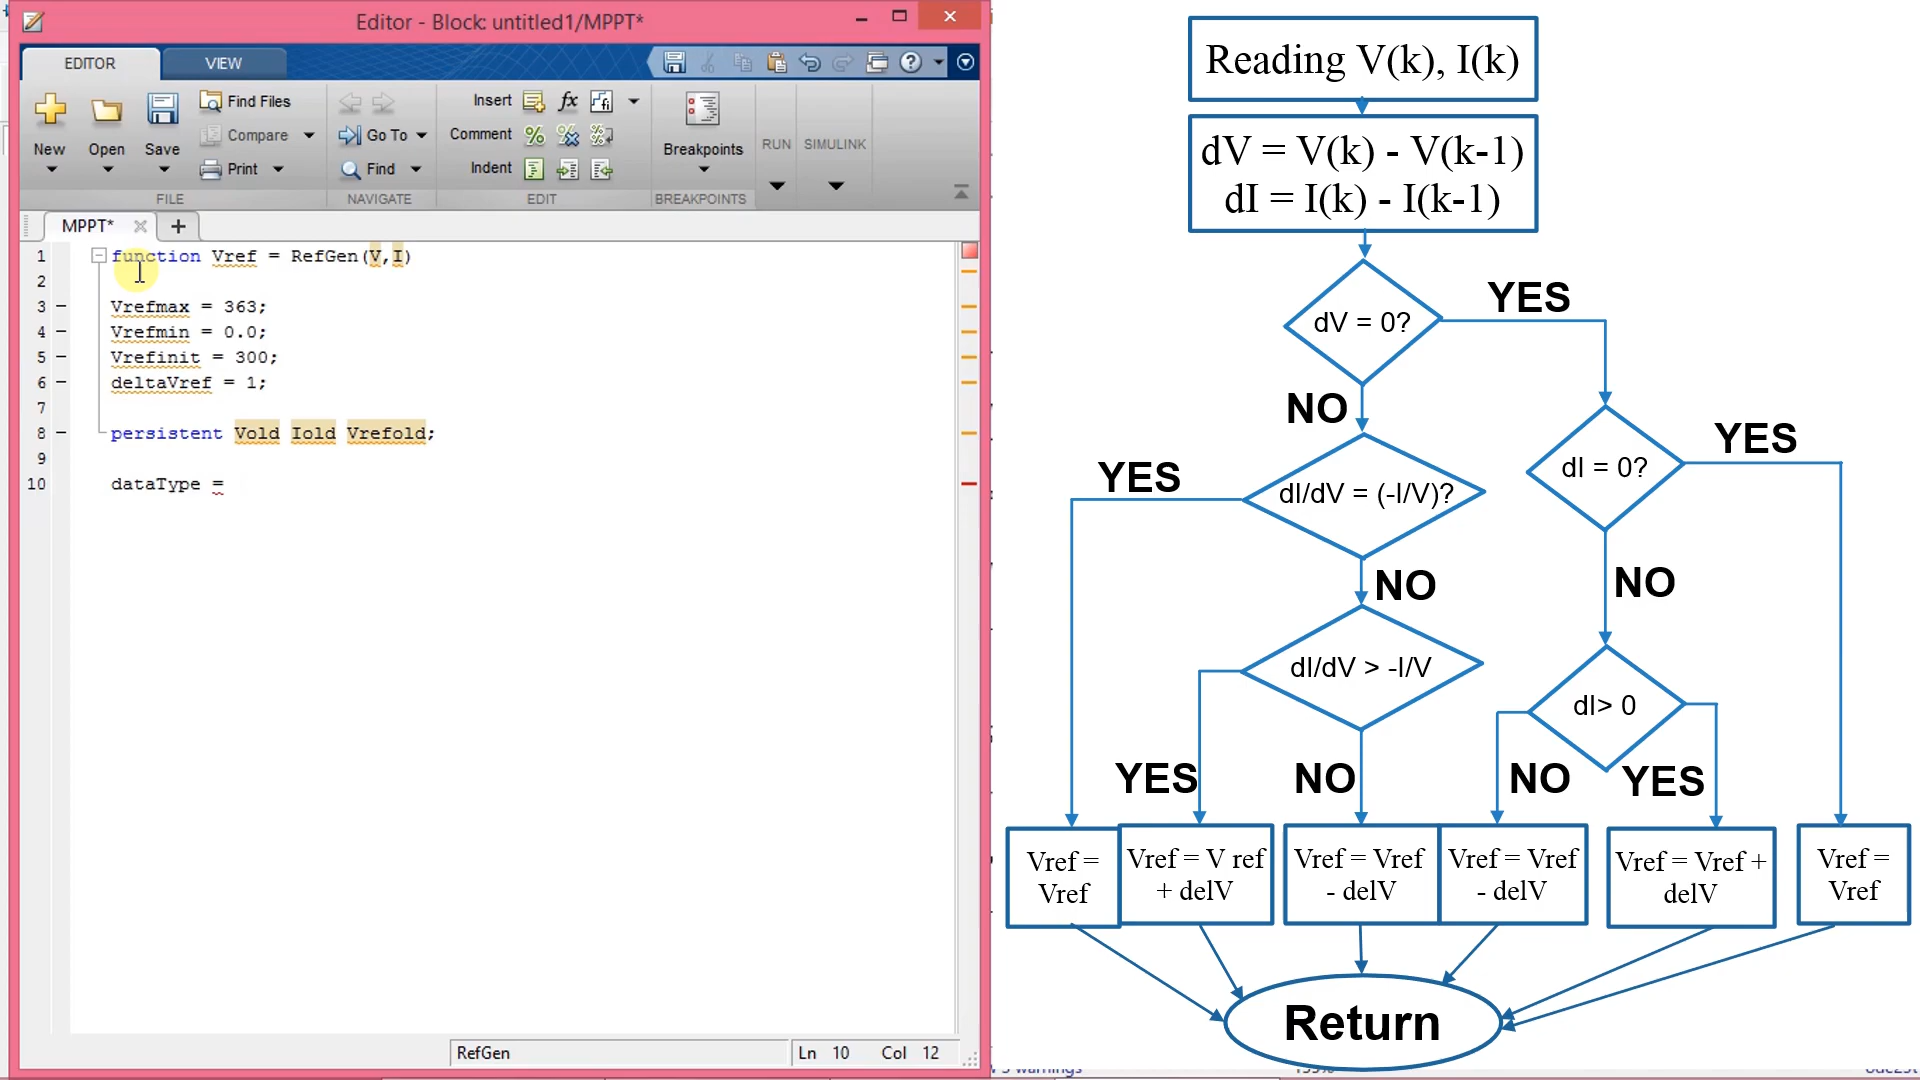 Editor - Block: untitled1/MPPT*
EDITOR
VIEW
New
Open
Save
Find Files
Compare
Print
Go To
Find
Insert
fx
fi
Comment
Indent
Breakpoints
RUN
SIMULINK
FILE
NAVIGATE
EDIT
BREAKPOINTS
MPPT*
1 function Vref = RefGen(V,I)
2
3 Vrefmax = 363;
4 Vrefmin = 0.0;
5 Vrefinit = 300;
6 deltaVref = 1;
7
8 persistent Vold Iold Vrefold;
9
10 dataType =
RefGen
Ln 10 Col 12
Reading V(k), I(k)
dV = V(k) - V(k-1)
dI = I(k) - I(k-1)
dV = 0?
YES
NO
dI = 0?
YES
YES
dI/dV = (-I/V)?
NO
NO
dI/dV > -I/V
dI> 0
YES
NO
NO
YES
Vref =
Vref
Vref = V ref
+ delV
Vref = Vref
- delV
Vref = Vref
- delV
Vref = Vref +
delV
Vref =
Vref
Return